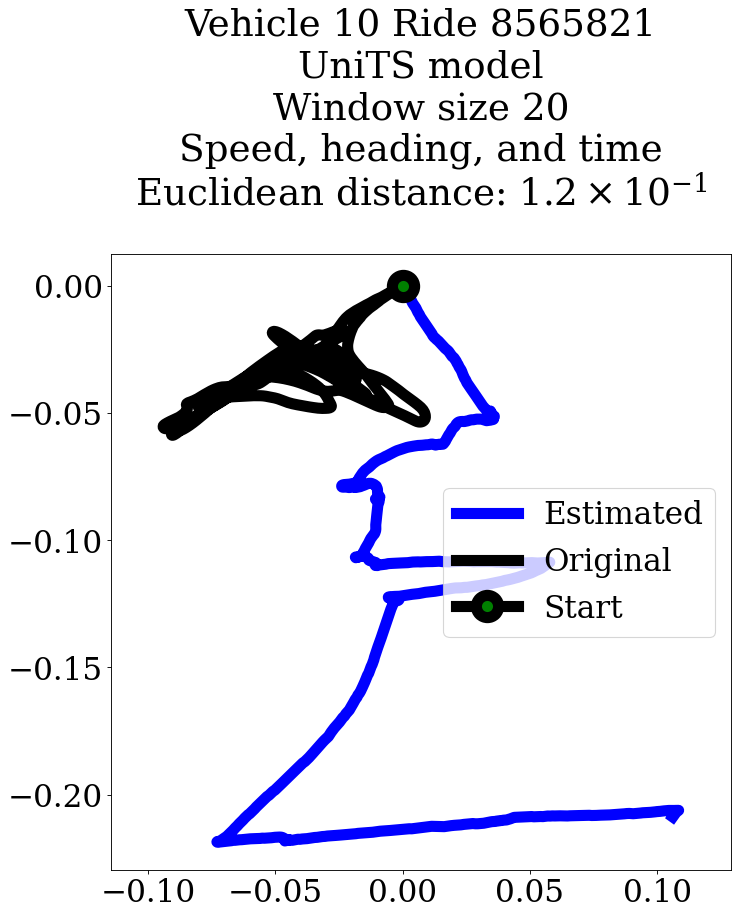 Vehicle 10 Ride 8565821
UniTS model
Window size 20
Speed, heading, and time
Euclidean distance: 1.2 × 10⁻¹
0.00
−0.05
−0.10
−0.15
−0.20
Estimated
Original
Start
−0.10 −0.05 0.00 0.05 0.10